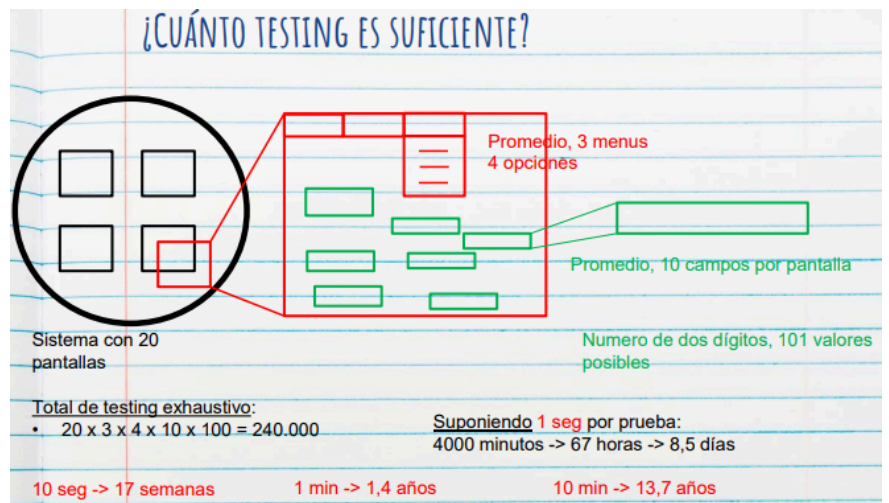 ¿CUÁNTO TESTING ES SUFICIENTE?
Promedio, 3 menus
4 opciones
Promedio, 10 campos por pantalla
Sistema con 20
pantallas
Numero de dos dígitos, 101 valores
posibles
Total de testing exhaustivo:
• 20 x 3 x 4 x 10 x 100 = 240.000
Suponiendo 1 seg por prueba:
4000 minutos -> 67 horas -> 8,5 días
10 seg -> 17 semanas
1 min -> 1,4 años
10 min -> 13,7 años